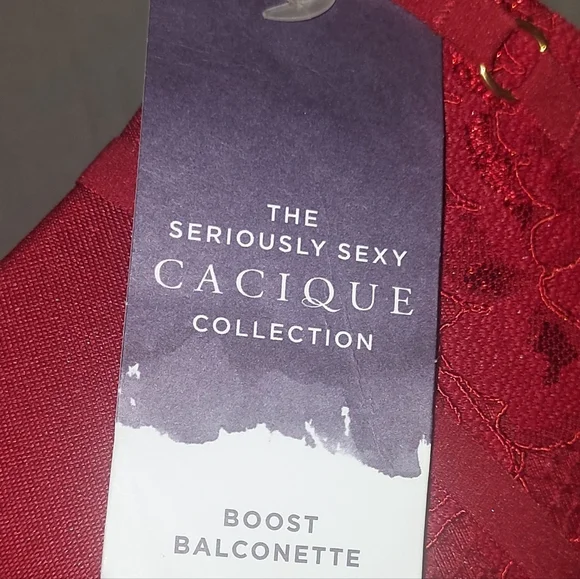 THE
SERIOUSLY SEXY
CACIQUE
COLLECTION
BOOST
BALCONETTE